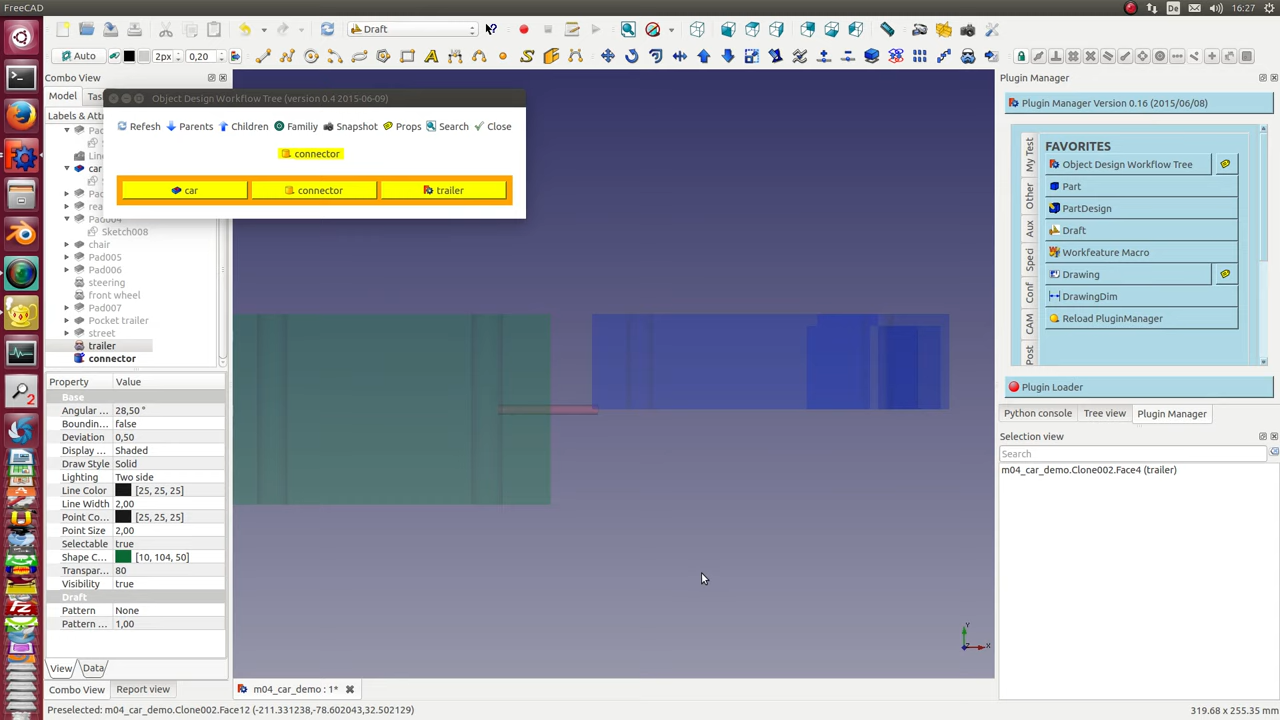 FreeCAD
De
16:27
Draft
Auto
2px
0,20
Combo View
Plugin Manager
Model
Object Design Workflow Tree (version 0.4 2015-06-09)
Plugin Manager Version 0.16 (2015/06/08)
Labels & Att
Refesh
Parents
Children
Familiy
Snapshot
Props
Search
Close
connector
car
connector
trailer
car
Pad004
Sketch008
chair
Pad005
Pad006
steering
front wheel
Pad007
Pocket trailer
street
trailer
connector
My fest
Other
Aux
Sped
Conf
CAM
Post
FAVORITES
Object Design Workflow Tree
Part
PartDesign
Draft
Workfeature Macro
Drawing
DrawingDim
Reload PluginManager
Plugin Loader
Python console
Tree view
Plugin Manager
Selection view
Search
m04_car_demo.Clone002.Face4 (trailer)
Property
Value
Base
Angular ...
28,50 °
Boundin...
false
Deviation
0,50
Display ...
Shaded
Draw Style
Solid
Lighting
Two side
Line Color
[25, 25, 25]
Line Width
2,00
Point Co...
[25, 25, 25]
Point Size
2,00
Selectable
true
Shape C...
[10, 104, 50]
Transpar...
80
Visibility
true
Draft
Pattern
None
Pattern ...
1,00
View
Data
Y
X
Combo View
Report view
m04_car_demo : 1*
Preselected: m04_car_demo.Clone002.Face12 (-211.331238,-78.602043,32.502129)
319.68 x 255.35 mm